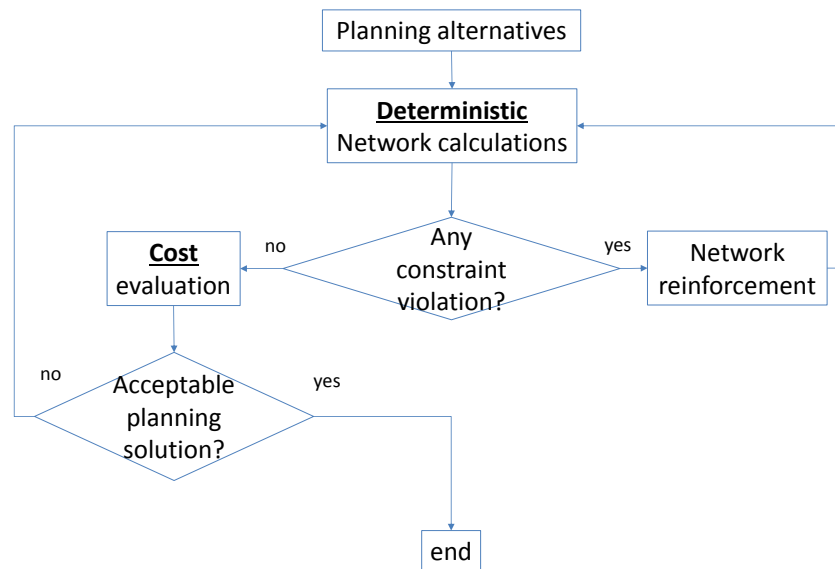 Planning alternatives
Deterministic
Network calculations
no
Any
constraint
violation?
yes
Network
reinforcement
Cost
evaluation
no
Acceptable
planning
solution?
yes
end